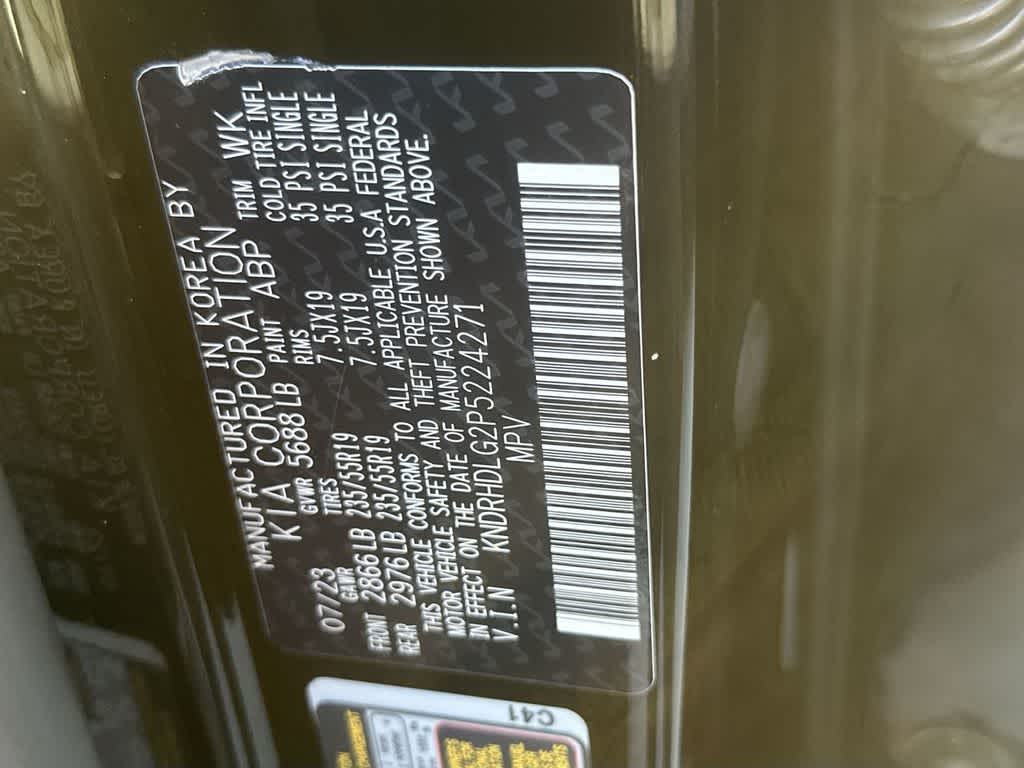 MANUFACTURED IN KOREA BY
KIA CORPORATION
07/23 GVWR 5688 LB PAINT ABP TRIM WK
GAWR TIRES RIMS COLD TIRE INFL
FRONT 2866 LB 235/55R19 7.5JX19 35 PSI SINGLE
REAR 2976 LB 235/55R19 7.5JX19 35 PSI SINGLE
THIS VEHICLE CONFORMS TO ALL APPLICABLE U.S.A FEDERAL
MOTOR VEHICLE SAFETY AND THEFT PREVENTION STANDARDS
IN EFFECT ON THE DATE OF MANUFACTURE SHOWN ABOVE.
V.I.N KNDRHDLG2P5224271
MPV
C41